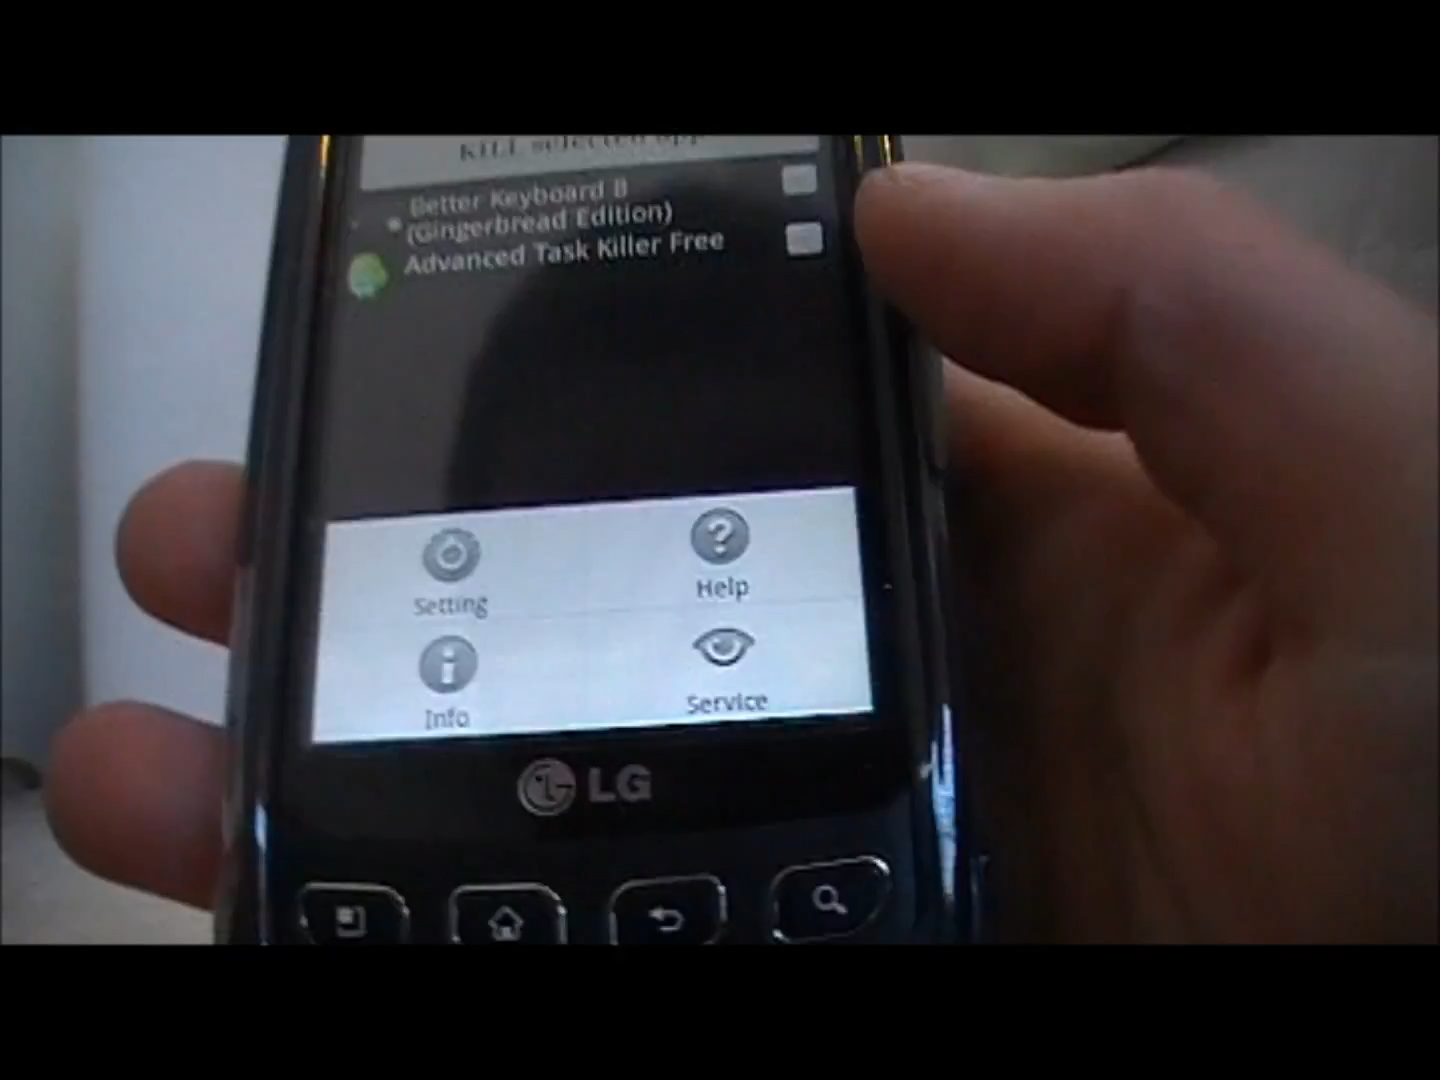 KILL selected app
Better Keyboard 8
(Gingerbread Edition)
Advanced Task Killer Free
Setting
Help
Info
Service
LG